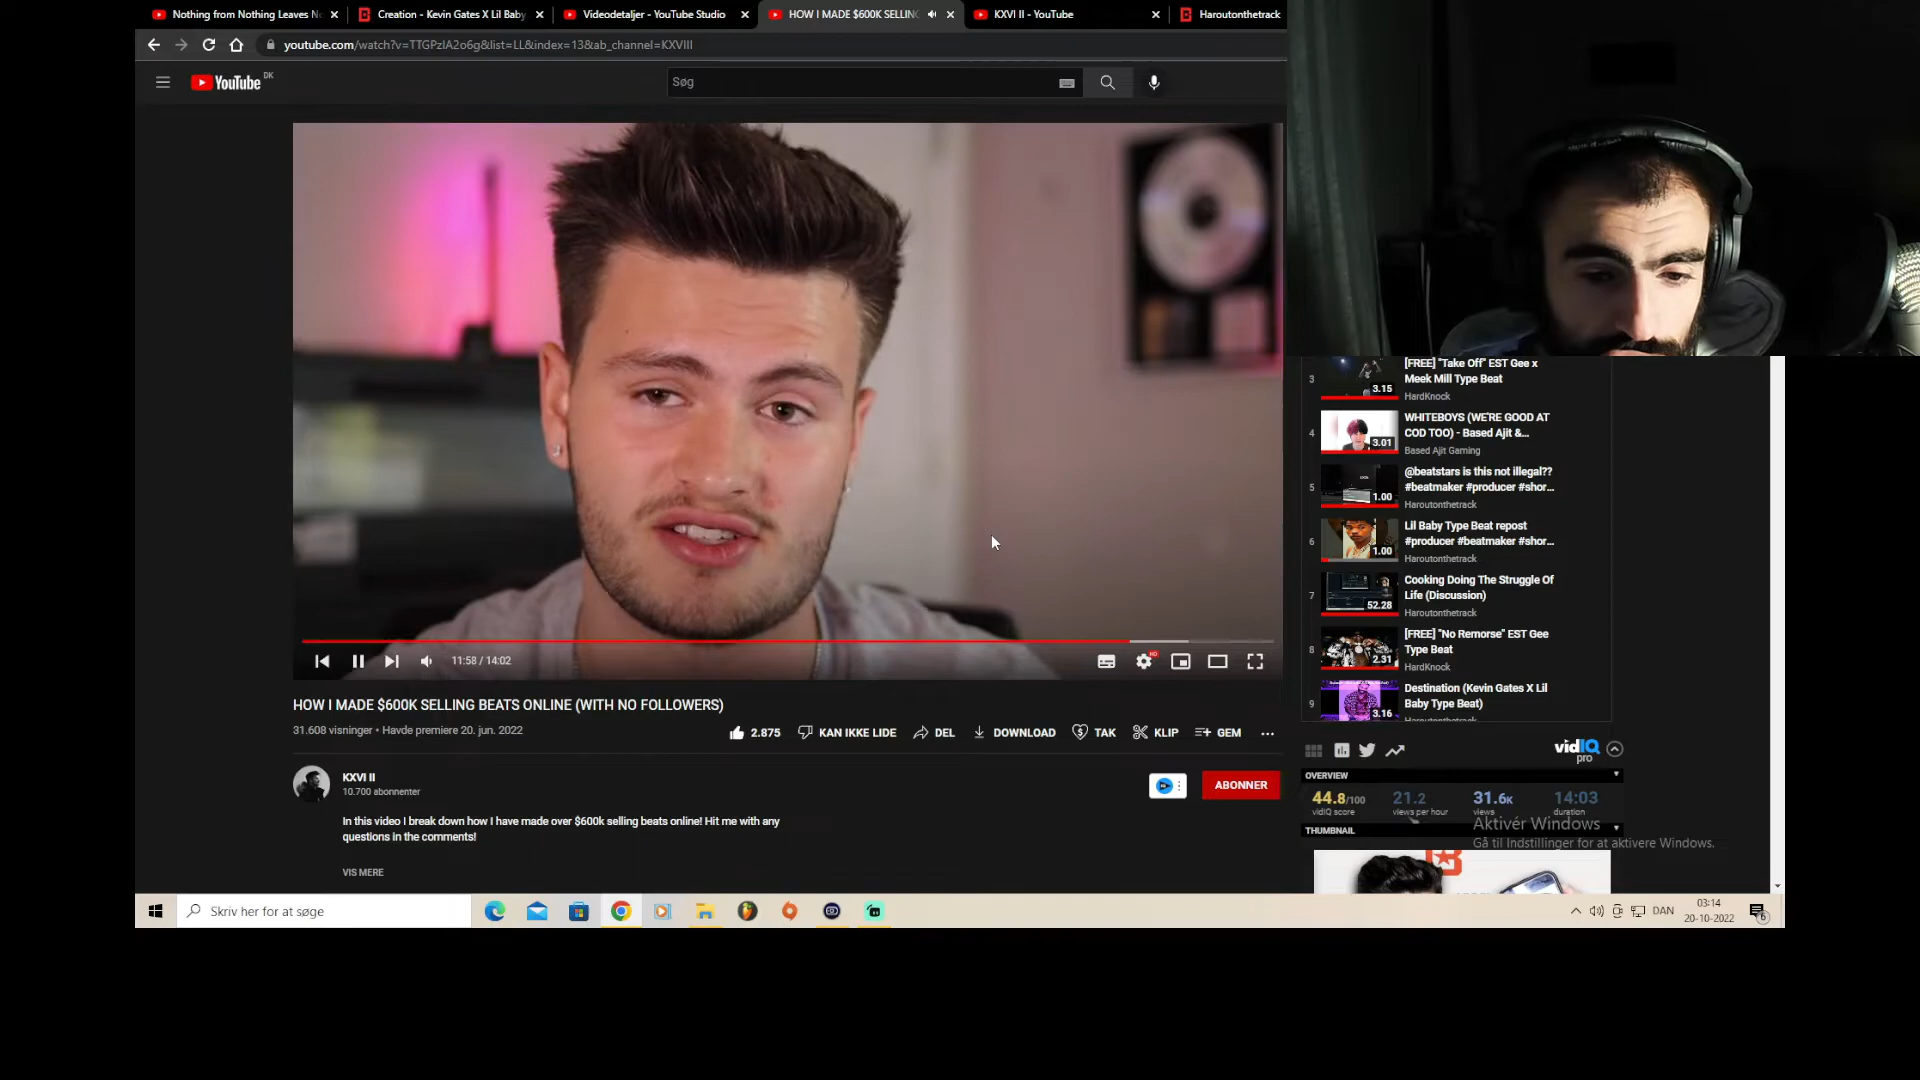 Nothing from Nothing Leaves N
Creation - Kevin Gates X Lil Baby
Videodetaljer - YouTube Studio
HOW I MADE $600K SELLING
KXVI II - YouTube
Haroutonthetrack
youtube.com/watch?v=TTGPzIA2o6g&list=LL&index=13&ab_channel=KXVIII
YouTube DK
Søg
11:58 / 14:02
HD
HOW I MADE $600K SELLING BEATS ONLINE (WITH NO FOLLOWERS)
31.608 visninger • Havde premiere 20. jun. 2022
2.875
KAN IKKE LIDE
DEL
DOWNLOAD
TAK
KLIP
GEM
KXVI II
10.700 abonnenter
ABONNER
In this video I break down how I have made over $600k selling beats online! Hit me with any
questions in the comments!
VIS MERE
3
3.15
[FREE] "Take Off" EST Gee x
Meek Mill Type Beat
HardKnock
4
3.01
WHITEBOYS (WE'RE GOOD AT
COD TOO) - Based Ajit &...
Based Ajit Gaming
5
1.00
@beatstars is this not illegal??
#beatmaker #producer #shor...
Haroutonthetrack
6
1.00
Lil Baby Type Beat repost
#producer #beatmaker #shor...
Haroutonthetrack
7
52.28
Cooking Doing The Struggle Of
Life (Discussion)
Haroutonthetrack
8
2.31
[FREE] "No Remorse" EST Gee
Type Beat
HardKnock
9
3.16
Destination (Kevin Gates X Lil
Baby Type Beat)
Haroutonthetrack
vidIQ
pro
OVERVIEW
44.8/100
vidIQ score
21.2
views per hour
31.6K
views
14:03
duration
Aktivér Windows
Gå til Indstillinger for at aktivere Windows.
THUMBNAIL
Skriv her for at søge
DAN
03:14
20-10-2022
6